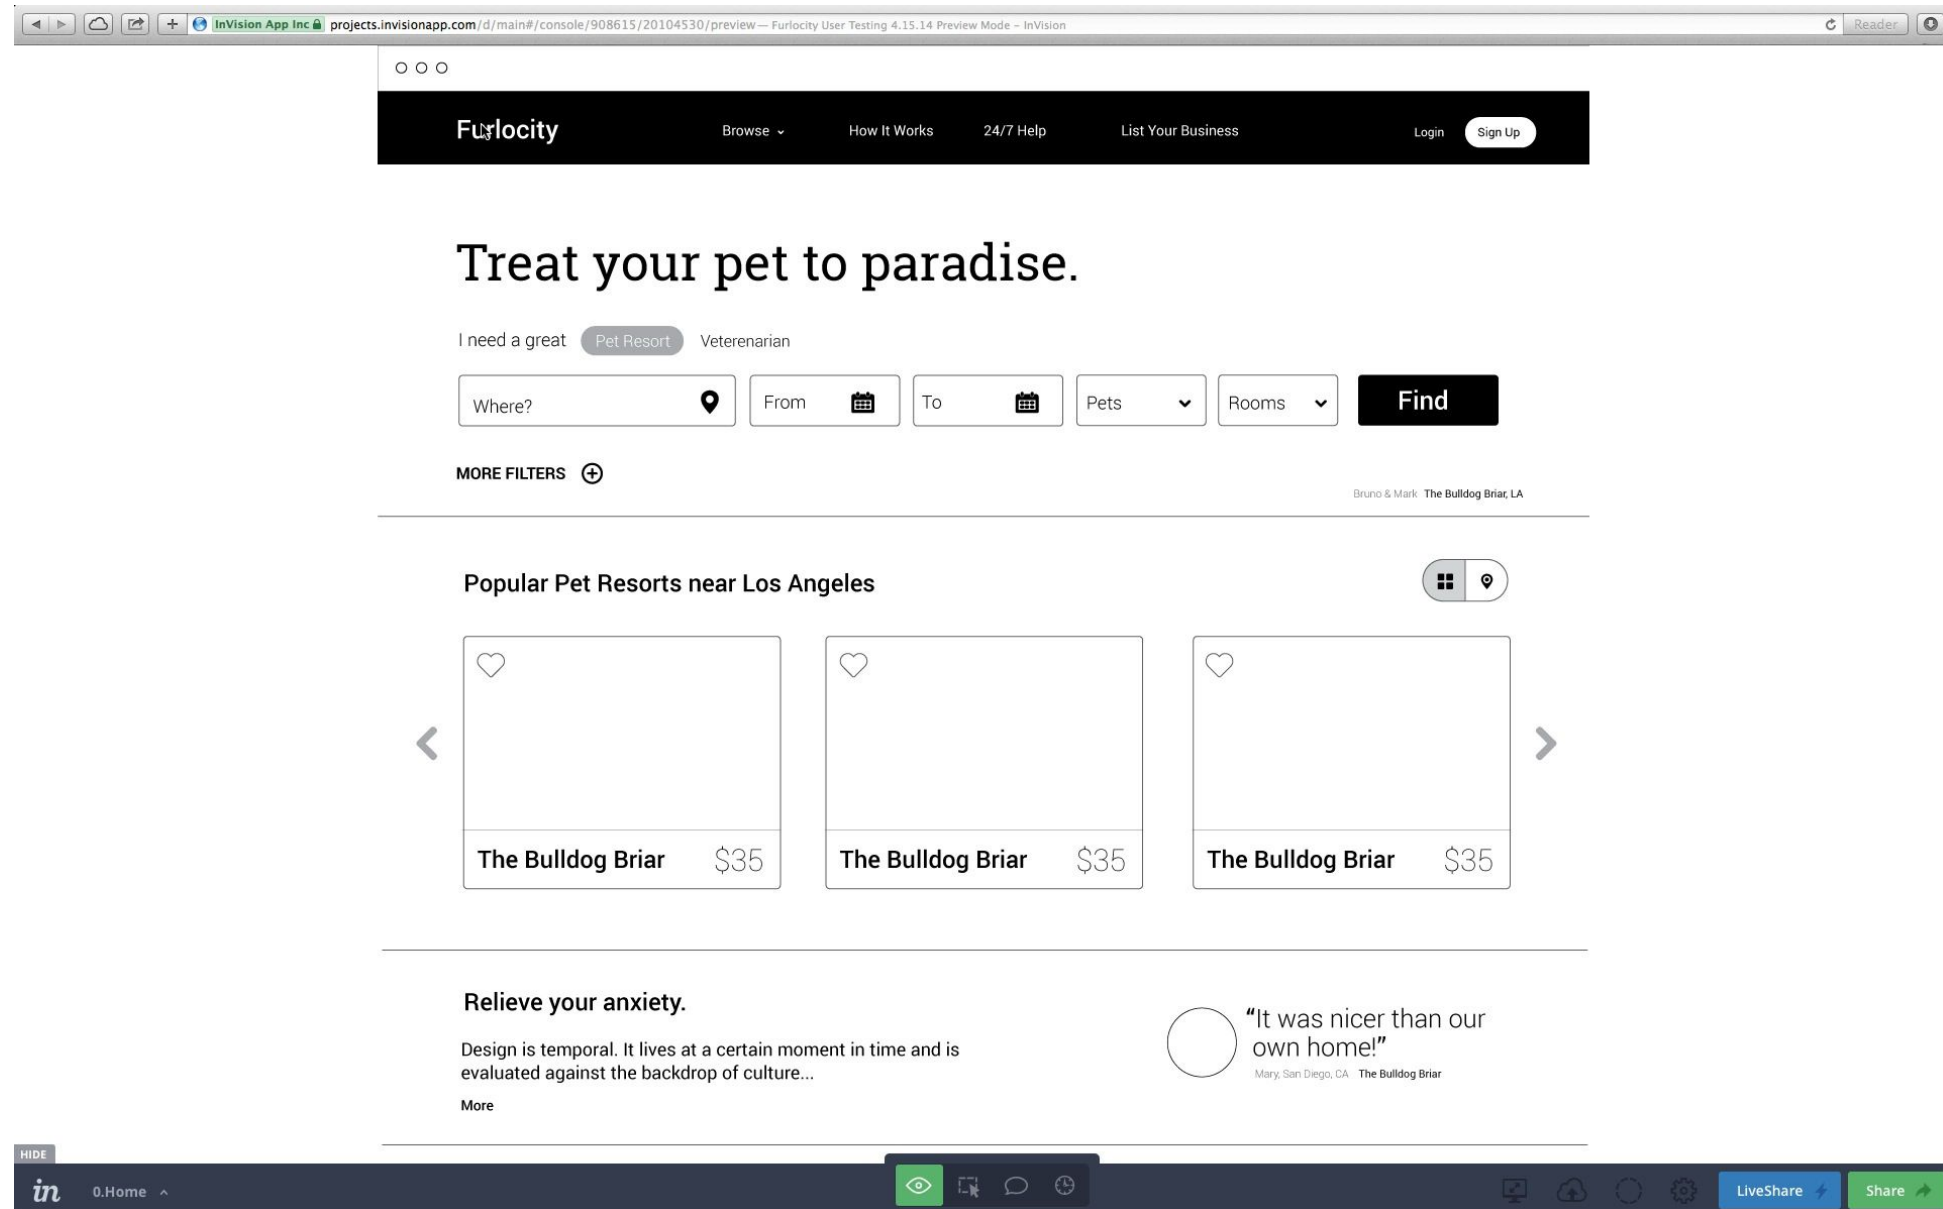 InVision App Inc projects.invisionapp.com/d/main#/console/908615/20104530/preview — Furlocity User Testing 4.15.14 Preview Mode – InVision Reader
Furlocity Browse How It Works 24/7 Help List Your Business Login Sign Up
Treat your pet to paradise.
I need a great Pet Resort Veterenarian
Where? From To Pets Rooms Find
MORE FILTERS
Bruno & Mark The Bulldog Briar, LA
Popular Pet Resorts near Los Angeles
The Bulldog Briar $35 The Bulldog Briar $35 The Bulldog Briar $35
Relieve your anxiety.
Design is temporal. It lives at a certain moment in time and is
evaluated against the backdrop of culture...
More
“It was nicer than our
own home!”
Mary, San Diego, CA The Bulldog Briar
HIDE
in 0.Home LiveShare Share